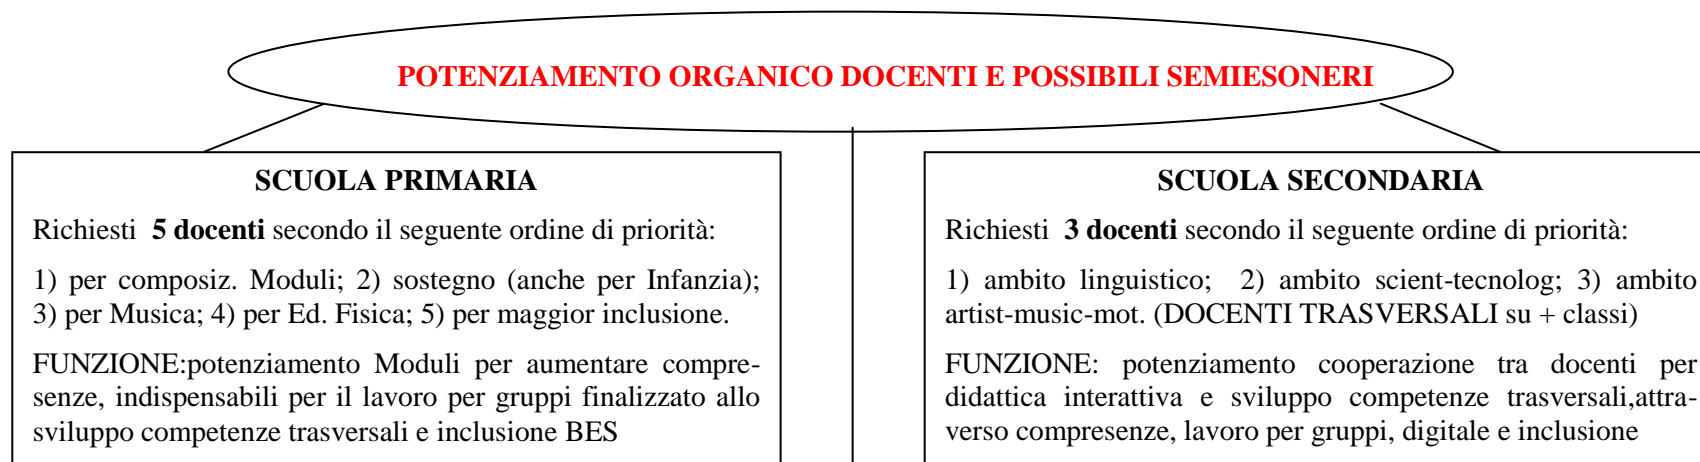 POTENZIAMENTO ORGANICO DOCENTI E POSSIBILI SEMIESONERI
SCUOLA PRIMARIA
Richiesti 5 docenti secondo il seguente ordine di priorità:
1) per composiz. Moduli; 2) sostegno (anche per Infanzia);
3) per Musica; 4) per Ed. Fisica; 5) per maggior inclusione.
FUNZIONE:potenziamento Moduli per aumentare compre-
senze, indispensabili per il lavoro per gruppi finalizzato allo
sviluppo competenze trasversali e inclusione BES
SCUOLA SECONDARIA
Richiesti 3 docenti secondo il seguente ordine di priorità:
1) ambito linguistico; 2) ambito scient-tecnolog; 3) ambito
artist-music-mot. (DOCENTI TRASVERSALI su + classi)
FUNZIONE: potenziamento cooperazione tra docenti per
didattica interattiva e sviluppo competenze trasversali,attra-
verso compresenze, lavoro per gruppi, digitale e inclusione